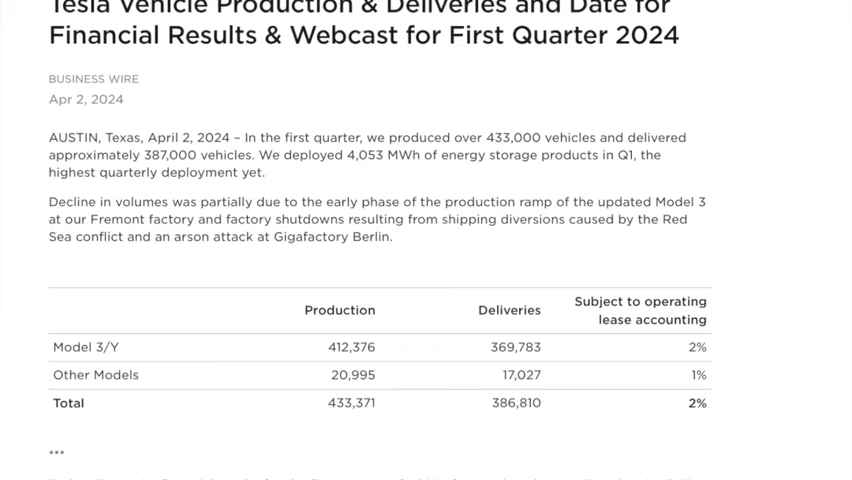 Tesla Vehicle Production & Deliveries and Date for
Financial Results & Webcast for First Quarter 2024
BUSINESS WIRE
Apr 2, 2024
AUSTIN, Texas, April 2, 2024 – In the first quarter, we produced over 433,000 vehicles and delivered
approximately 387,000 vehicles. We deployed 4,053 MWh of energy storage products in Q1, the
highest quarterly deployment yet.
Decline in volumes was partially due to the early phase of the production ramp of the updated Model 3
at our Fremont factory and factory shutdowns resulting from shipping diversions caused by the Red
Sea conflict and an arson attack at Gigafactory Berlin.
Production Deliveries Subject to operating
lease accounting
Model 3/Y 412,376 369,783 2%
Other Models 20,995 17,027 1%
Total 433,371 386,810 2%
***